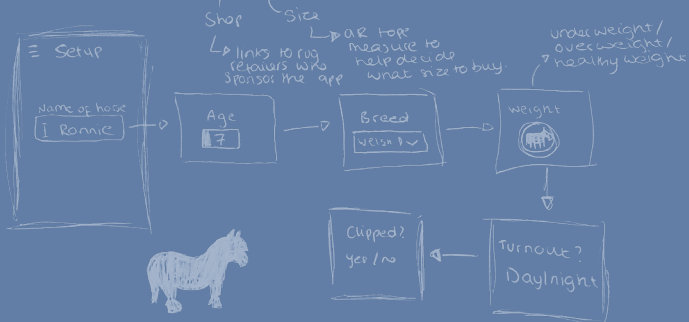 Shop
Size
links to rug
retailers who
sponsor the app
AR tape
measure to
help decide
what size to buy.
underweight/
overweight/
healthy weight
Setup
Name of horse
Ronnie
Age
7
Breed
Welsh D
Weight
Turnout?
Day/night
Clipped?
yes/no